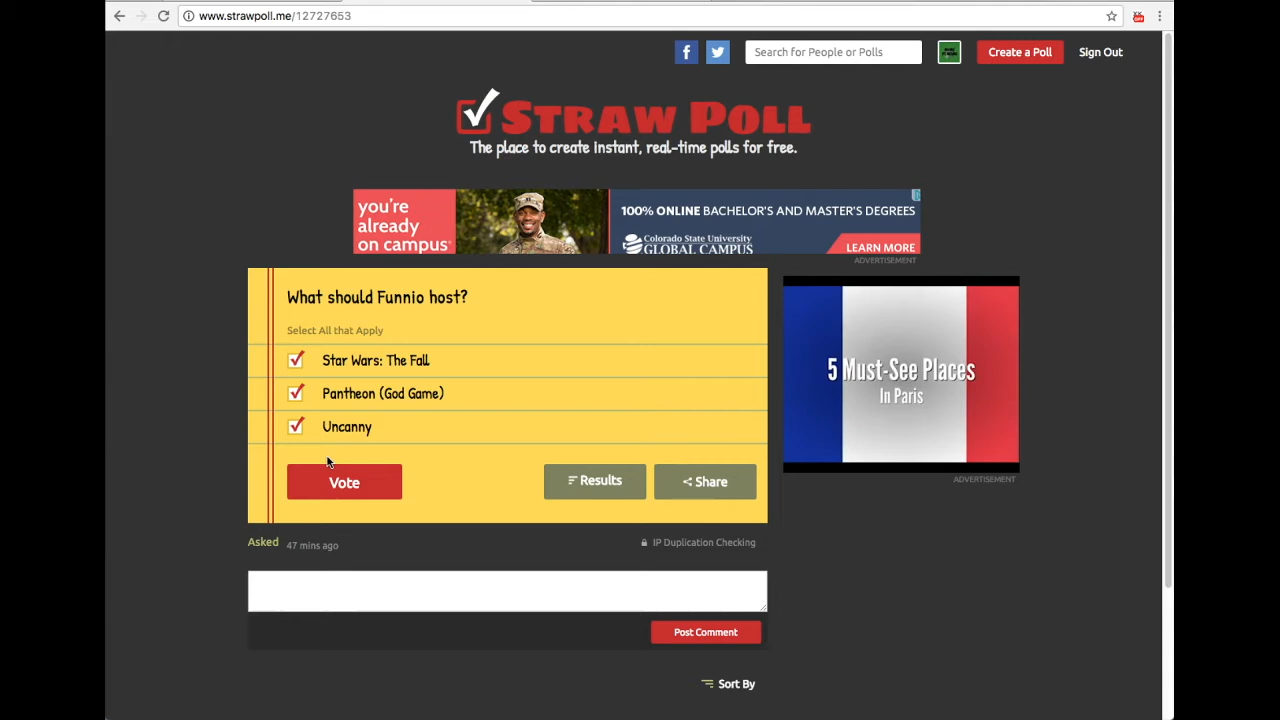 www.strawpoll.me/12727653
Search for People or Polls
Create a Poll
Sign Out
STRAW POLL
The place to create instant, real-time polls for free.
you're
already
on campus®
100% ONLINE BACHELOR'S AND MASTER'S DEGREES
Colorado State University
GLOBAL CAMPUS
LEARN MORE
ADVERTISEMENT
What should Funnio host?
Select All that Apply
Star Wars: The Fall
Pantheon (God Game)
Uncanny
Vote
Results
Share
5 Must-See Places
In Paris
ADVERTISEMENT
Asked 47 mins ago
IP Duplication Checking
Post Comment
Sort By